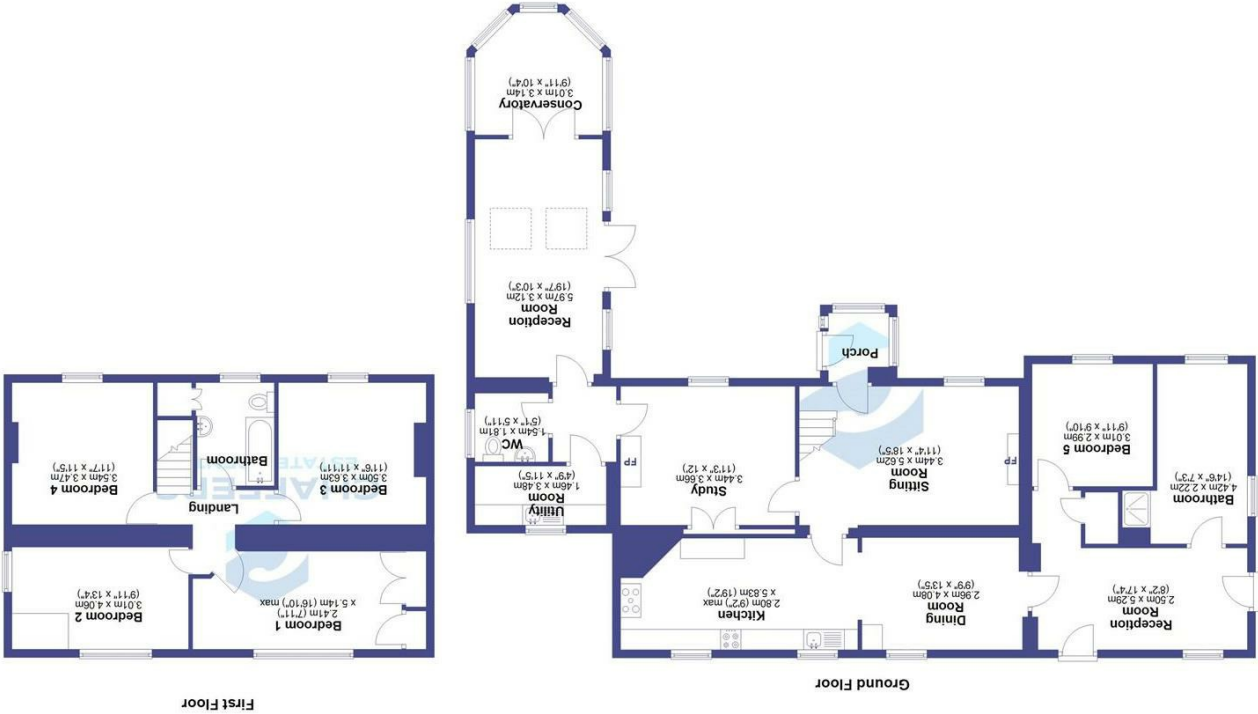 Ground Floor
Reception
Room
2.50m x 5.29m
(8'2" x 17'4")
Dining
Room
2.96m x 4.08m
(9'9" x 13'5")
Kitchen
2.80m (9'2") max
x 5.83m (19'2")
Bathroom
4.42m x 2.22m
(14'6" x 7'3")
Bedroom 5
3.01m x 2.99m
(9'11" x 9'10")
Sitting
Room
3.44m x 5.62m
(11'4" x 18'5")
FP
Study
3.44m x 3.66m
(11'3" x 12')
FP
Utility
Room
1.46m x 3.48m
(4'9" x 11'5")
WC
1.54m x 1.81m
(5'1" x 5'11")
Porch
Reception
Room
5.97m x 3.12m
(19'7" x 10'3")
Conservatory
3.01m x 3.14m
(9'11" x 10'4")
First Floor
Bedroom 1
2.41m (7'11")
x 5.14m (16'10") max
Bedroom 2
3.01m x 4.06m
(9'11" x 13'4")
Landing
Bedroom 3
3.50m x 3.63m
(11'6" x 11'11")
Bathroom
Bedroom 4
3.54m x 3.47m
(11'7" x 11'5")
ESTATE